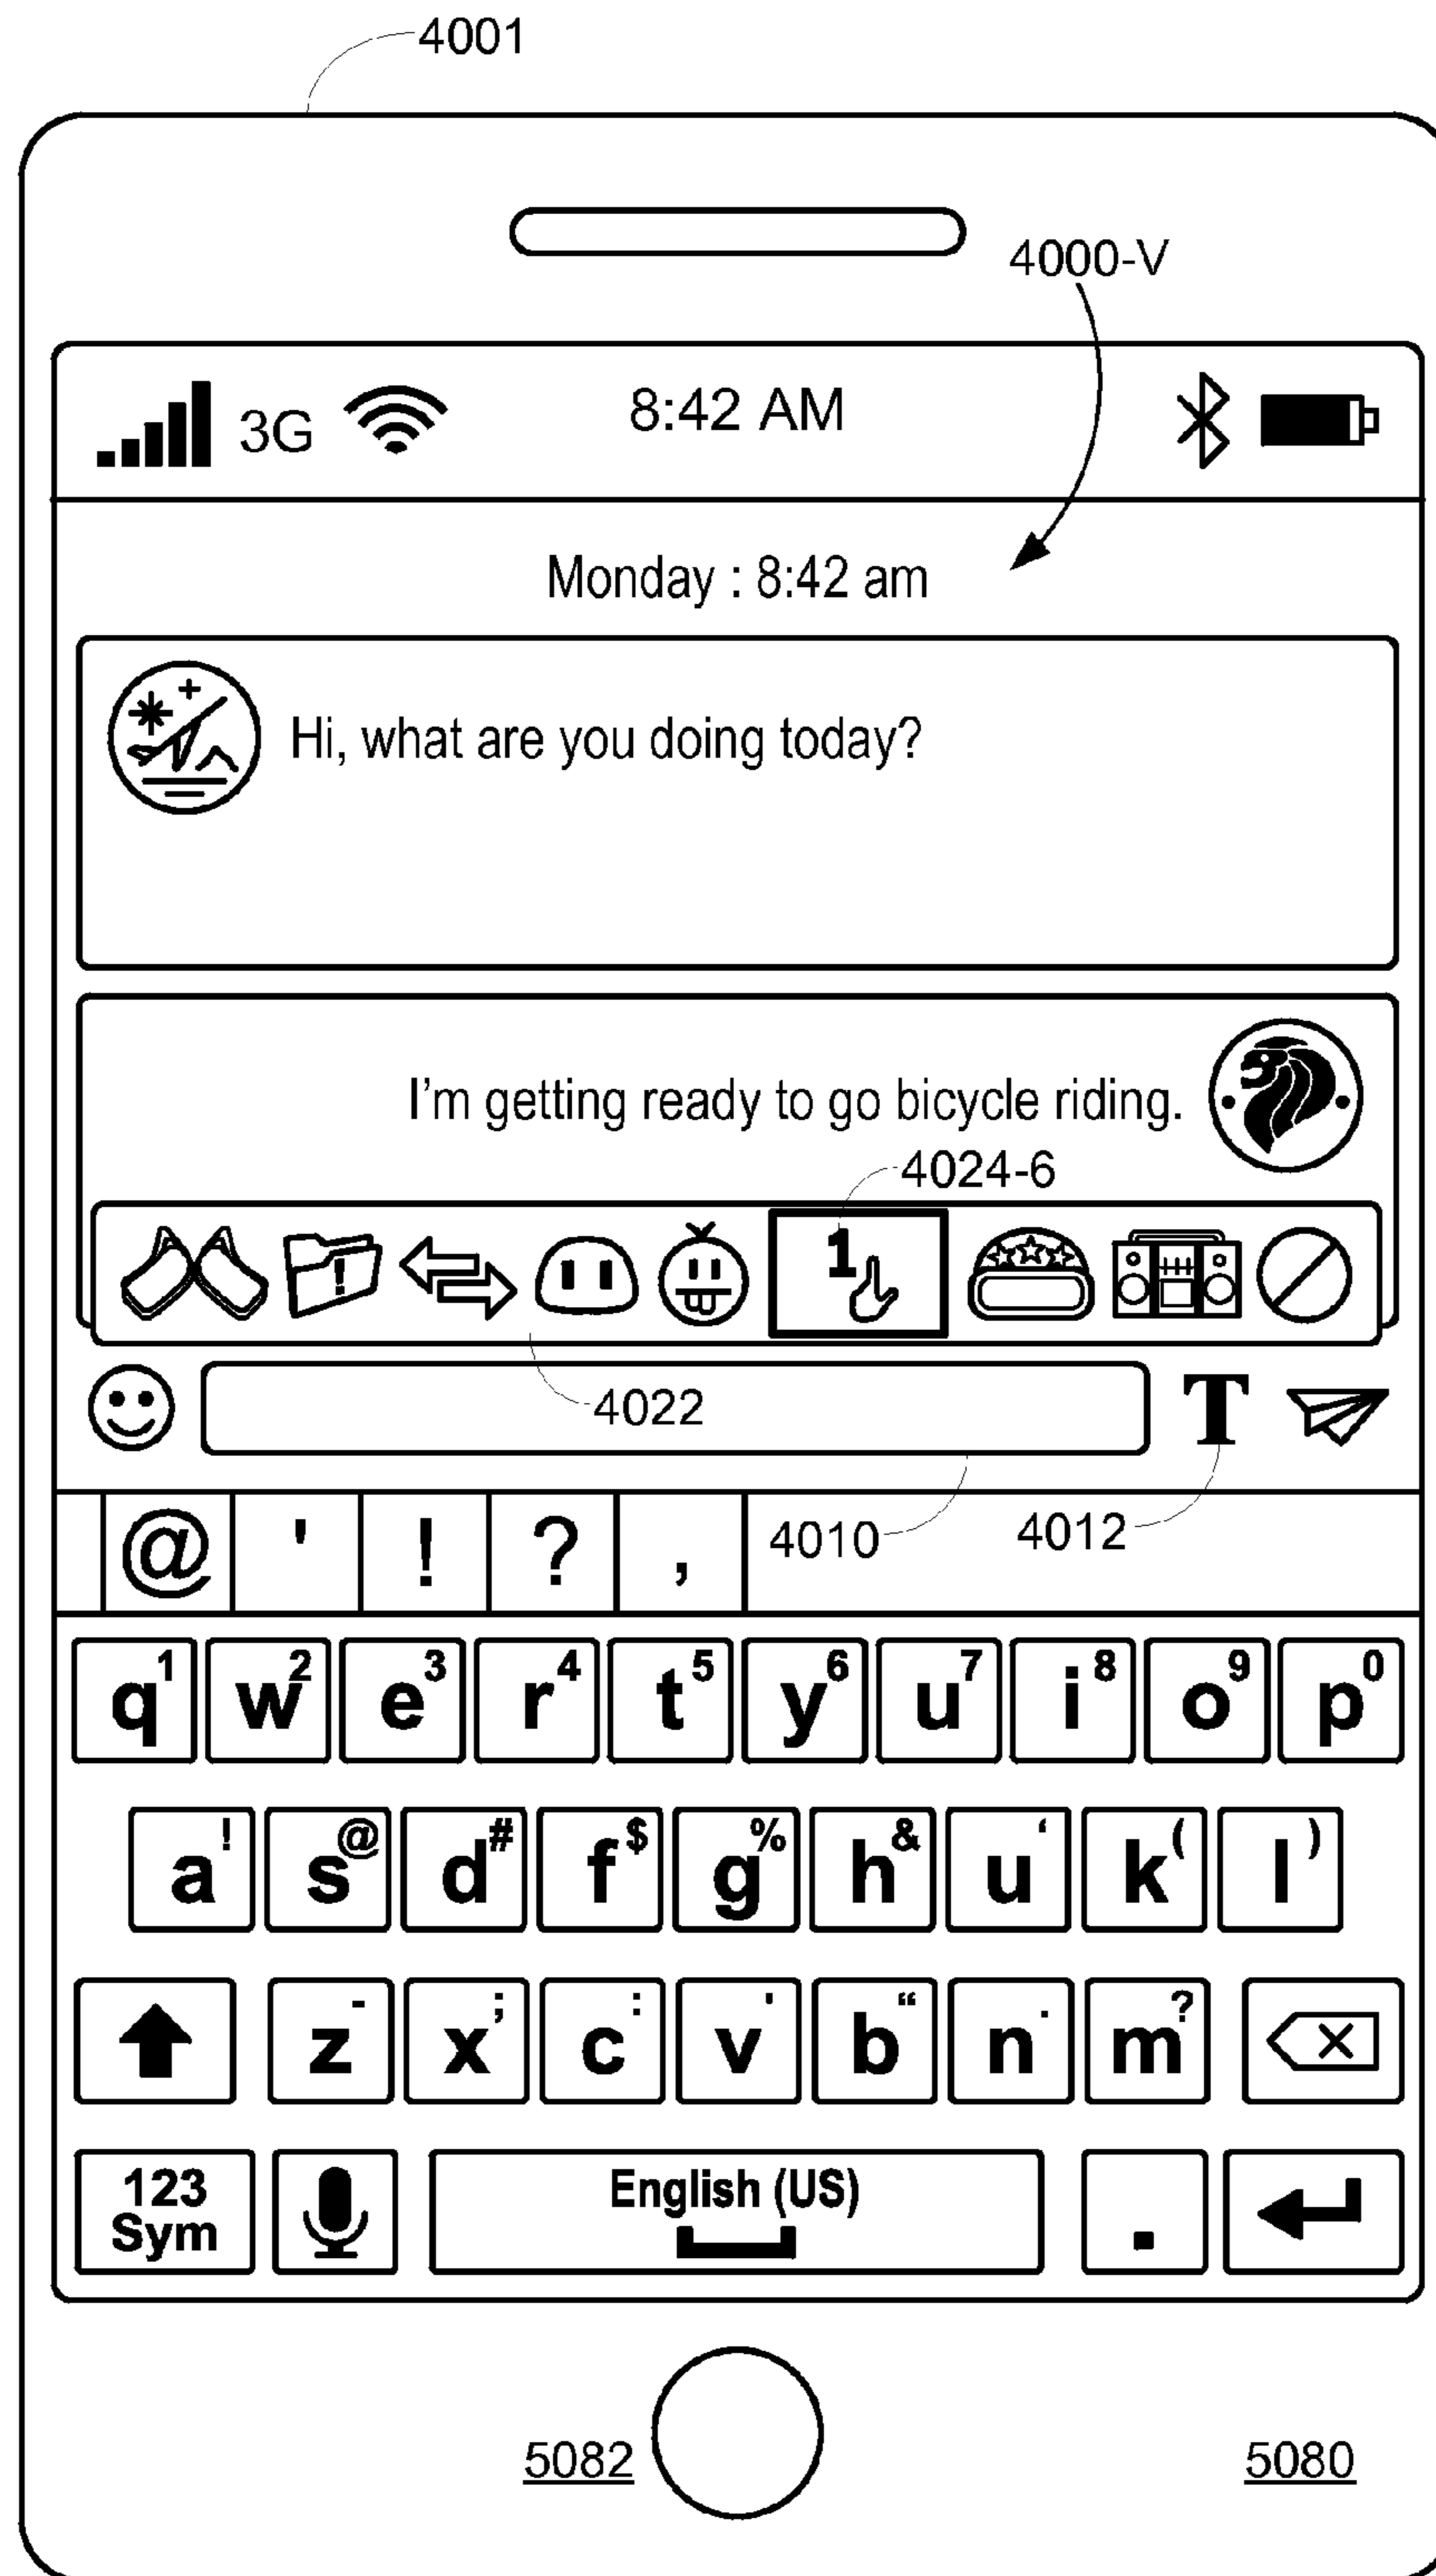 4001
4000-V
3G 8:42 AM
Monday : 8:42 am
Hi, what are you doing today?
I'm getting ready to go bicycle riding.
4024-6
!
1
4022
T
@ ' ! ? ,
4010
4012
q1 w2 e3 r4 t5 y6 u7 i8 o9 p0
a! s@ d# f$ g% h& u‘ k( l)
z- x; c: v' b“ n. m?
123
Sym
English (US)
.
5082
5080